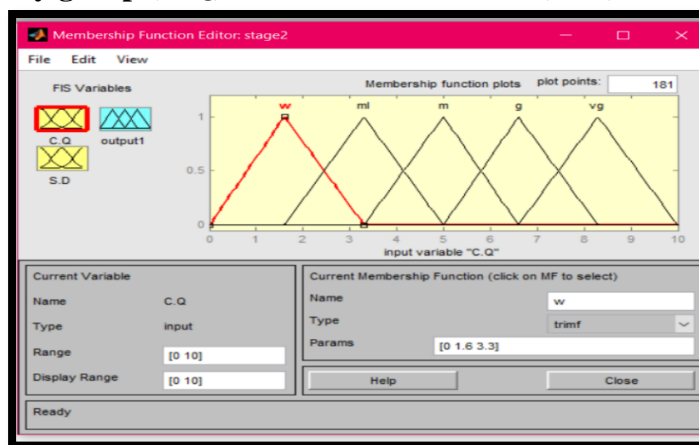 Membership Function Editor: stage2
File Edit View
FIS Variables
Membership function plots plot points: 181
w ml m g vg
C.Q output1
S.D
1
0.5
0
0 1 2 3 4 5 6 7 8 9 10
input variable "C.Q"
Current Variable
Name C.Q
Type input
Range [0 10]
Display Range [0 10]
Current Membership Function (click on MF to select)
Name w
Type trimf
Params [0 1.6 3.3]
Help Close
Ready